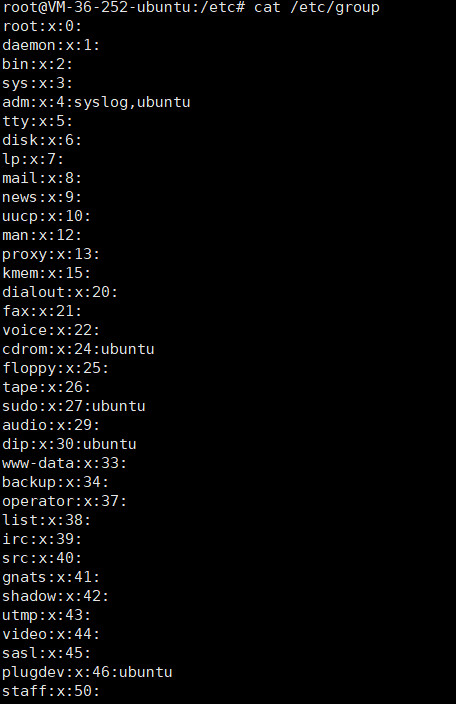 root@VM-36-252-ubuntu:/etc# cat /etc/group
root:x:0:
daemon:x:1:
bin:x:2:
sys:x:3:
adm:x:4:syslog,ubuntu
tty:x:5:
disk:x:6:
lp:x:7:
mail:x:8:
news:x:9:
uucp:x:10:
man:x:12:
proxy:x:13:
kmem:x:15:
dialout:x:20:
fax:x:21:
voice:x:22:
cdrom:x:24:ubuntu
floppy:x:25:
tape:x:26:
sudo:x:27:ubuntu
audio:x:29:
dip:x:30:ubuntu
www-data:x:33:
backup:x:34:
operator:x:37:
list:x:38:
irc:x:39:
src:x:40:
gnats:x:41:
shadow:x:42:
utmp:x:43:
video:x:44:
sasl:x:45:
plugdev:x:46:ubuntu
staff:x:50: